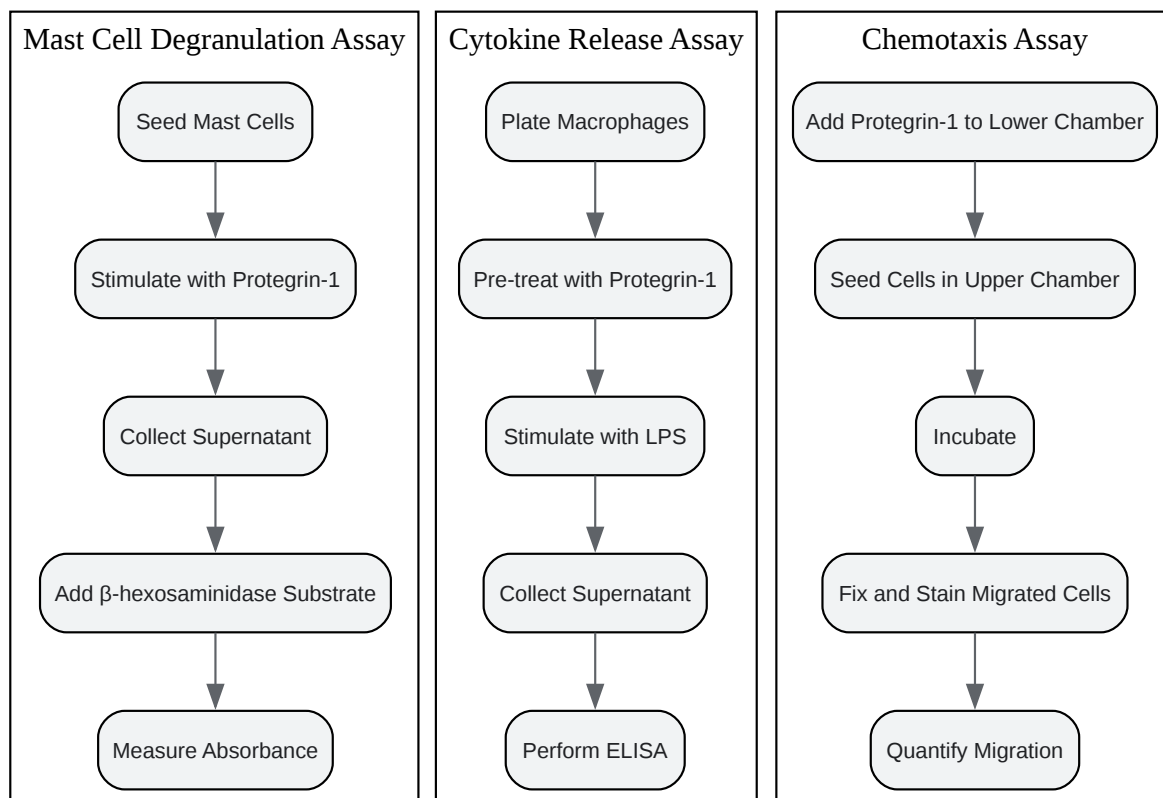 Mast Cell Degranulation Assay
Seed Mast Cells
Stimulate with Protegrin-1
Collect Supernatant
Add β-hexosaminidase Substrate
Measure Absorbance
Cytokine Release Assay
Plate Macrophages
Pre-treat with Protegrin-1
Stimulate with LPS
Collect Supernatant
Perform ELISA
Chemotaxis Assay
Add Protegrin-1 to Lower Chamber
Seed Cells in Upper Chamber
Incubate
Fix and Stain Migrated Cells
Quantify Migration